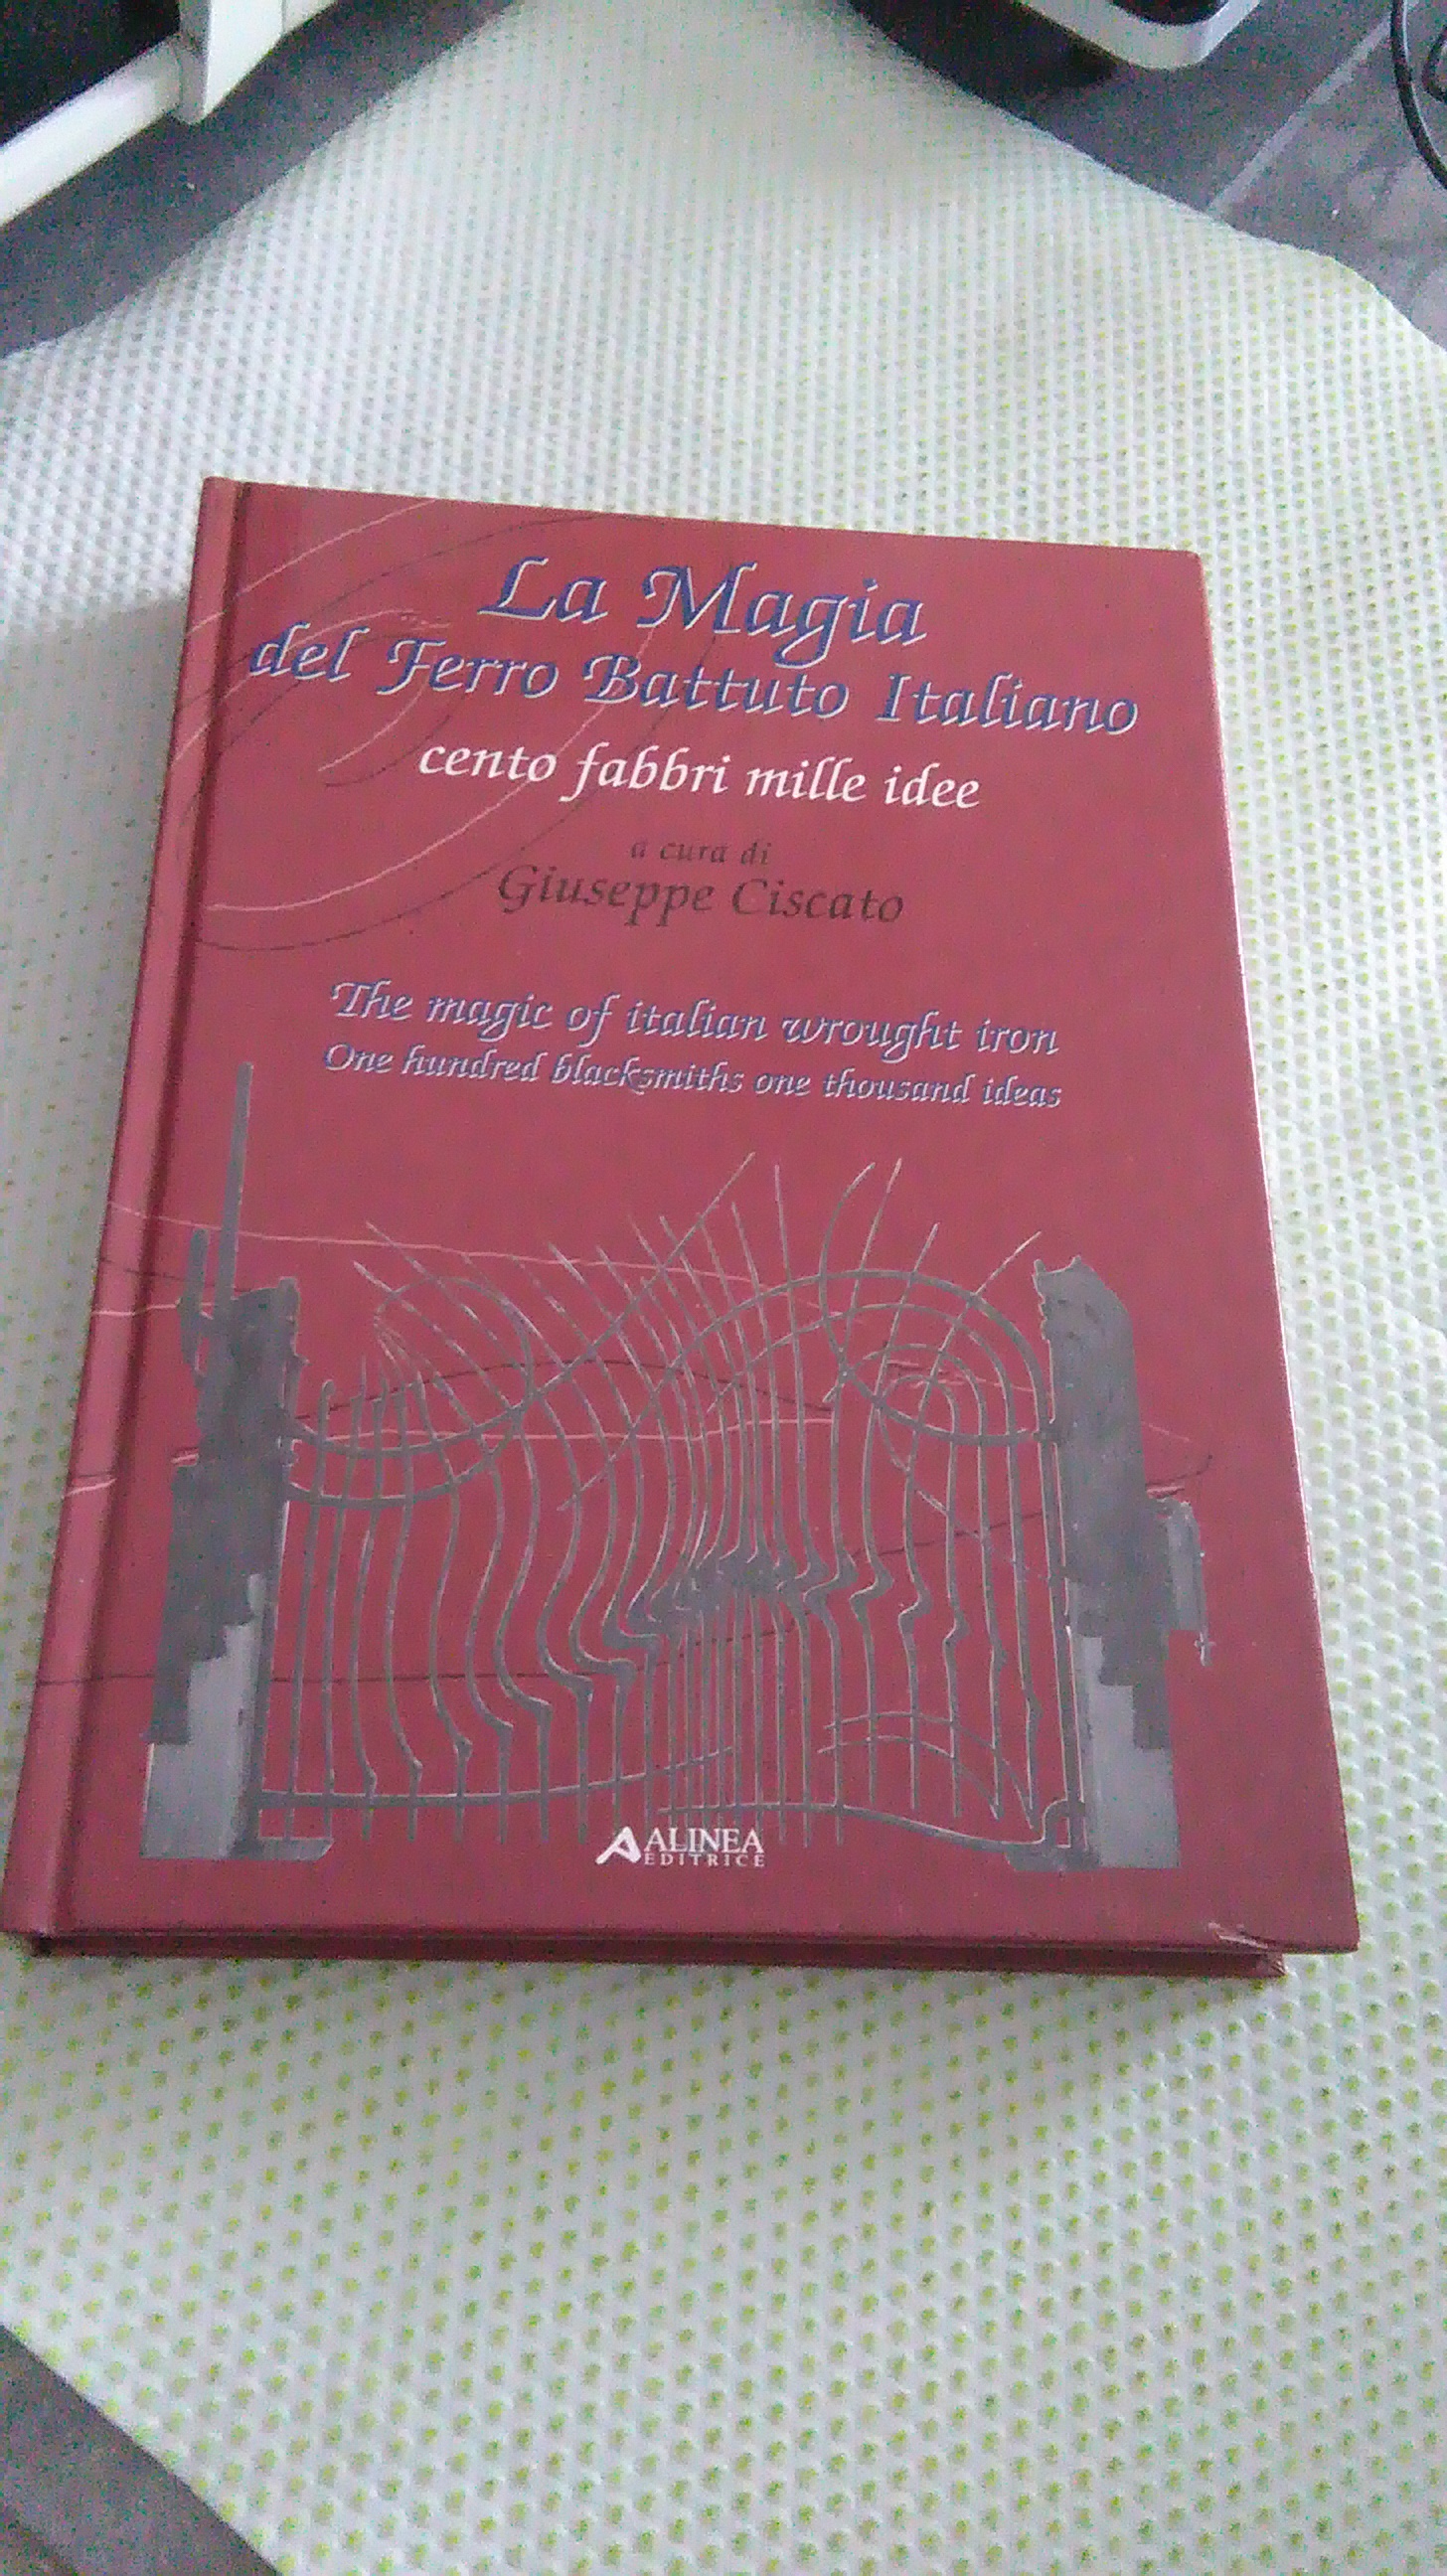 La Magia
del Ferro Battuto Italiano
cento fabbri mille idee
a cura di
Giuseppe Ciscato
The magic of italian wrought iron
One hundred blacksmiths one thousand ideas
ALINEA
EDITRICE